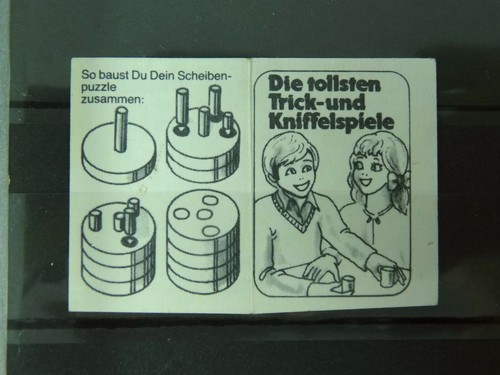 So baust Du Dein Scheiben-
puzzle
zusammen:
Die tollsten
Trick-und
Kniffelspiele